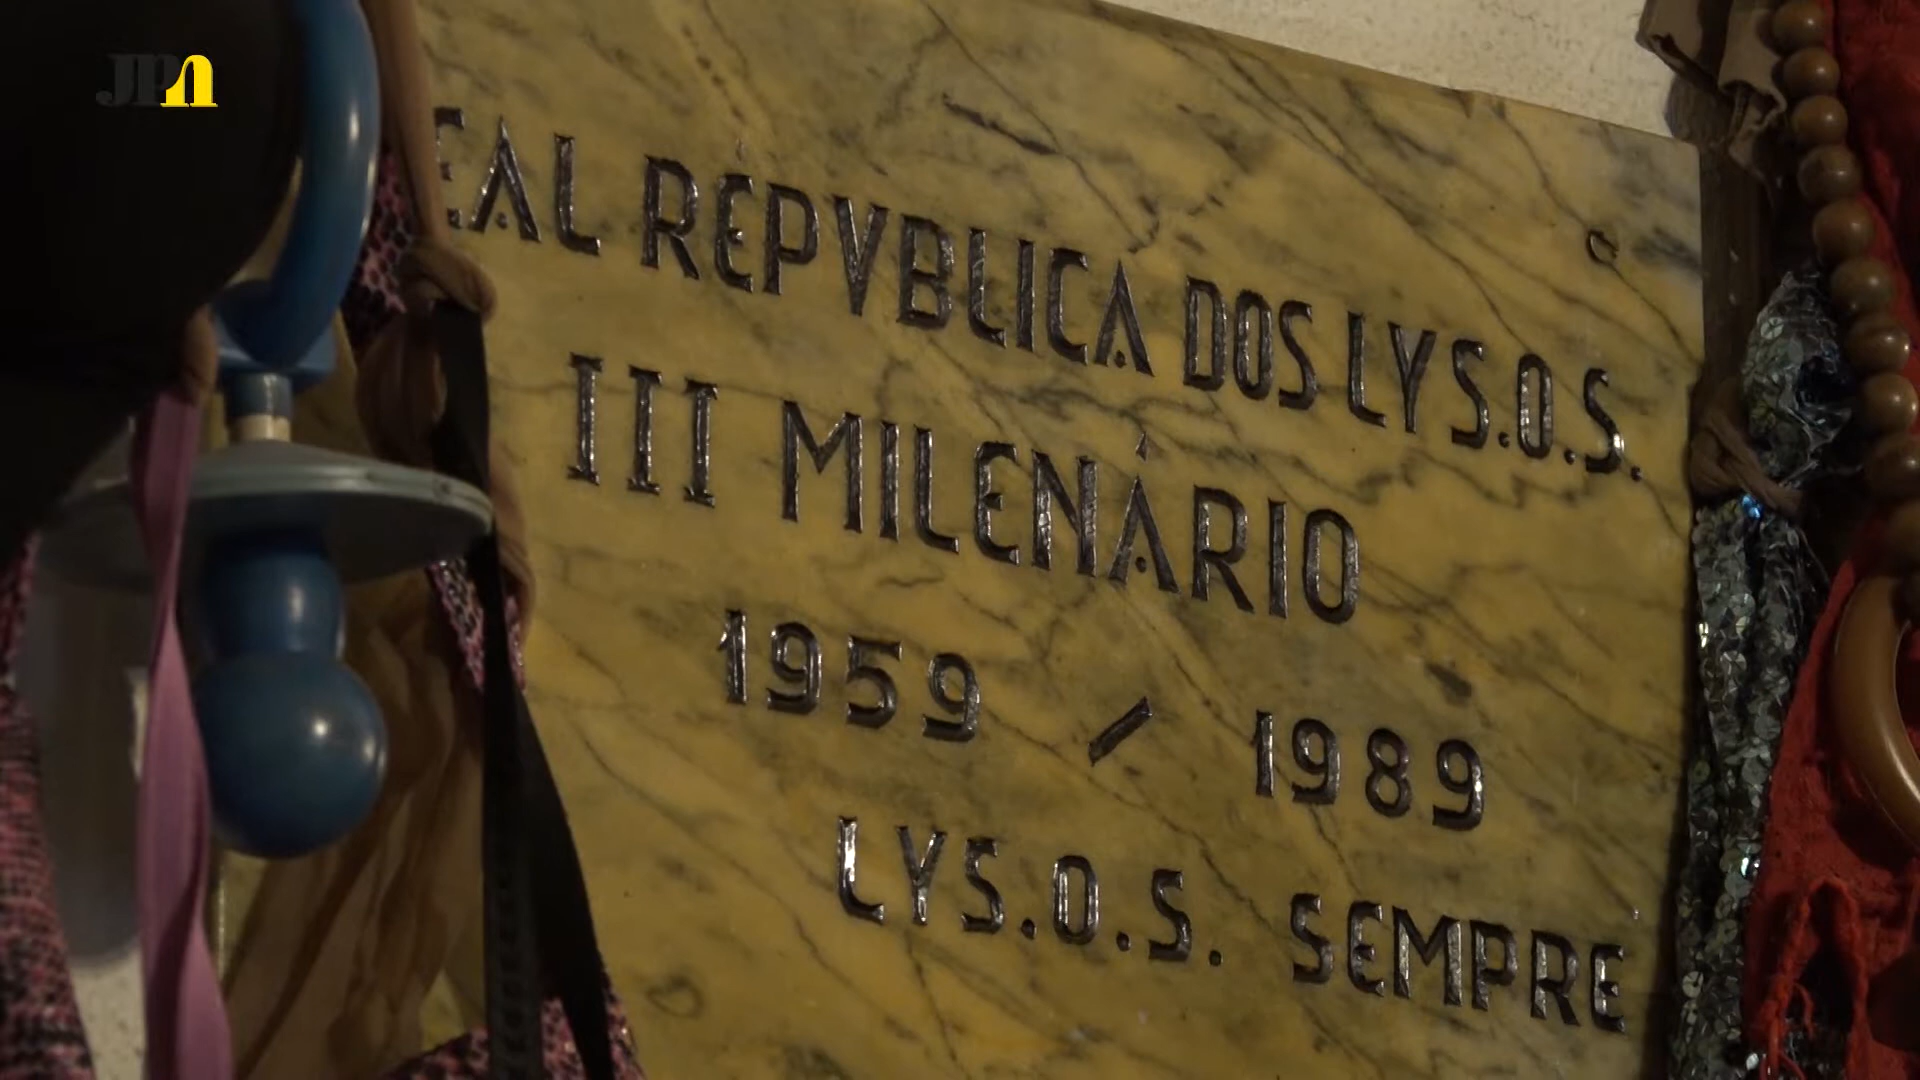 JPN
EAL REPVBLICA DOS LYS.O.S.
III MILENÁRIO
1959 / 1989
LYS.O.S. SEMPRE